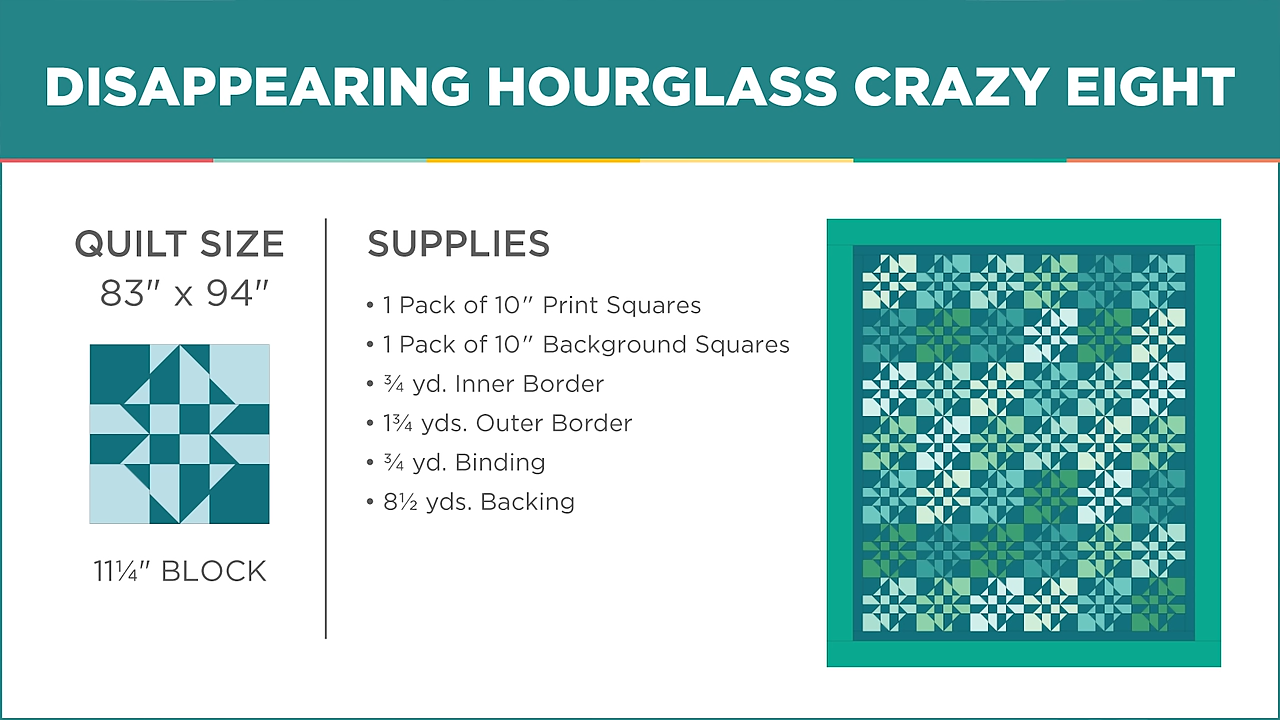 DISAPPEARING HOURGLASS CRAZY EIGHT
QUILT SIZE
83" x 94"
11¼" BLOCK
SUPPLIES
• 1 Pack of 10" Print Squares
• 1 Pack of 10" Background Squares
• ¾ yd. Inner Border
• 1¾ yds. Outer Border
• ¾ yd. Binding
• 8½ yds. Backing